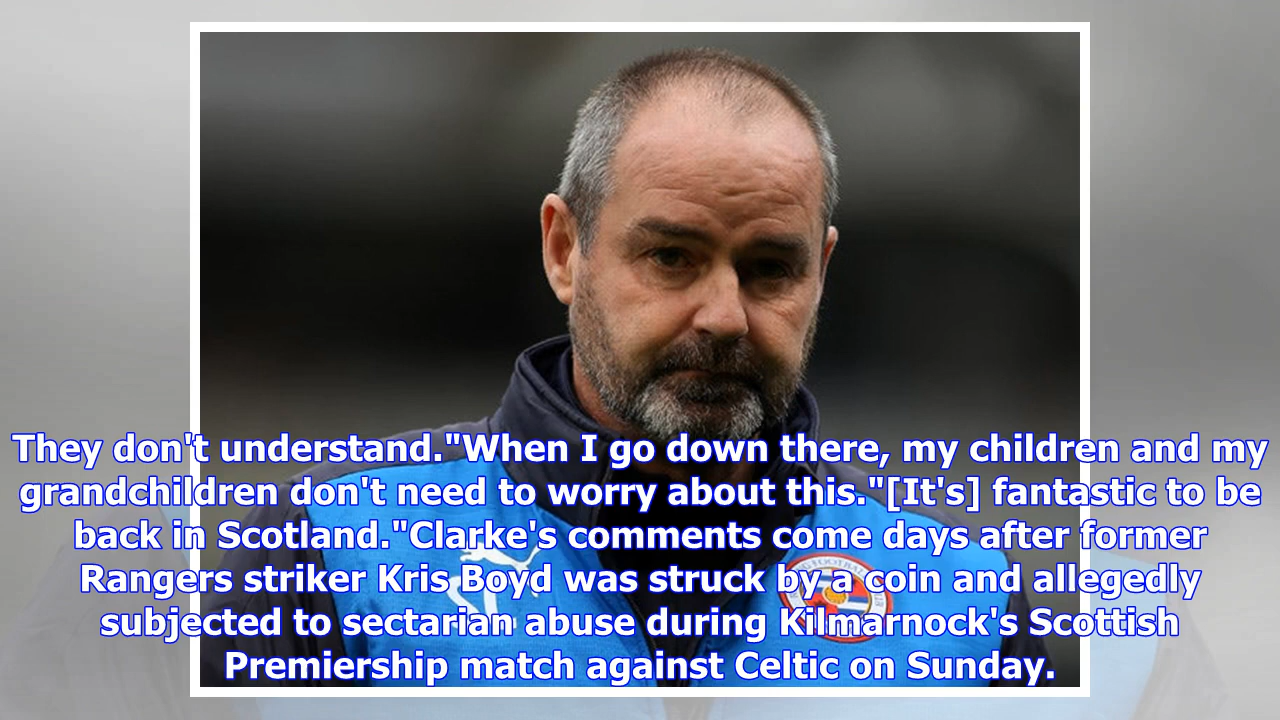 They don't understand."When I go down there, my children and my
grandchildren don't need to worry about this."[It's] fantastic to be
back in Scotland."Clarke's comments come days after former
Rangers striker Kris Boyd was struck by a coin and allegedly
subjected to sectarian abuse during Kilmarnock's Scottish
Premiership match against Celtic on Sunday.